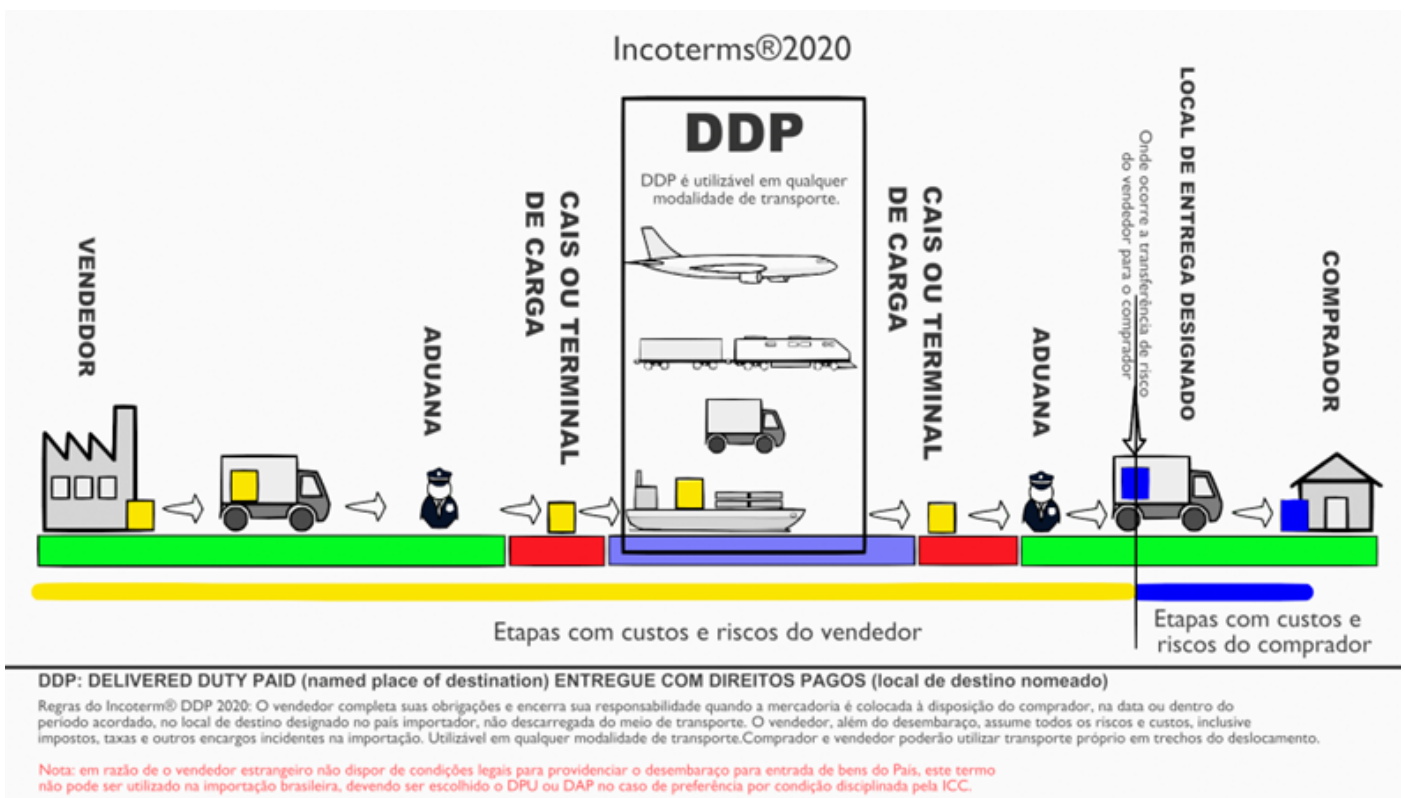 Incoterms®2020
DDP
DDP é utilizável em qualquer
modalidade de transporte.
VENDEDOR
ADUANA
CAIS OU TERMINAL
DE CARGA
CAIS OU TERMINAL
DE CARGA
ADUANA
Onde ocorre a transferência de risco
do vendedor para o comprador
LOCAL DE ENTREGA DESIGNADO
COMPRADOR
Etapas com custos e riscos do vendedor
Etapas com custos e
riscos do comprador
DDP: DELIVERED DUTY PAID (named place of destination) ENTREGUE COM DIREITOS PAGOS (local de destino nomeado)
Regras do Incoterm® DDP 2020: O vendedor completa suas obrigações e encerra sua responsabilidade quando a mercadoria é colocada à disposição do comprador, na data ou dentro do
período acordado, no local de destino designado no país importador, não descarregada do meio de transporte. O vendedor, além do desembaraço, assume todos os riscos e custos, inclusive
impostos, taxas e outros encargos incidentes na importação. Utilizável em qualquer modalidade de transporte.Comprador e vendedor poderão utilizar transporte próprio em trechos do deslocamento.
Nota: em razão de o vendedor estrangeiro não dispor de condições legais para providenciar o desembaraço para entrada de bens do País, este termo
não pode ser utilizado na importação brasileira, devendo ser escolhido o DPU ou DAP no caso de preferência por condição disciplinada pela ICC.